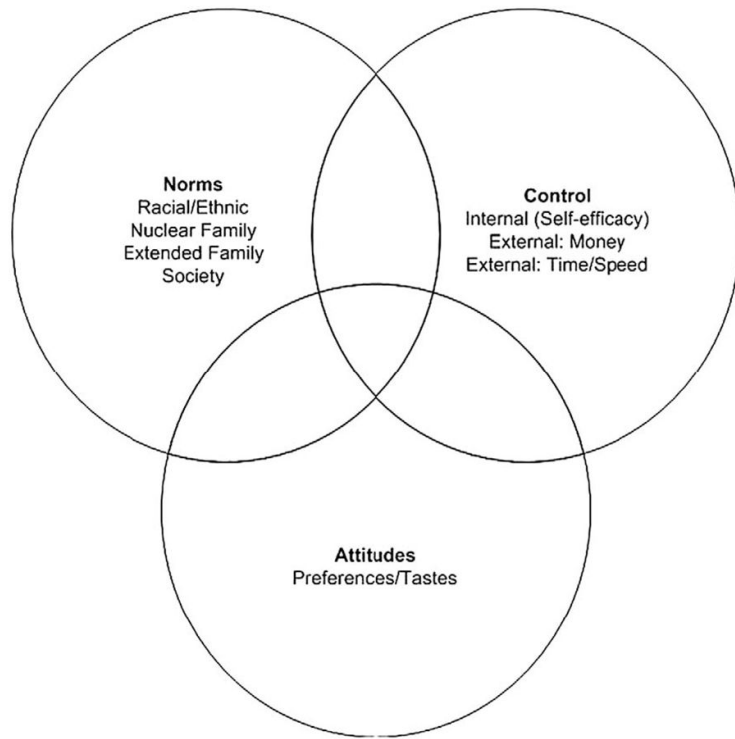 Norms
Racial/Ethnic
Nuclear Family
Extended Family
Society
Control
Internal (Self-efficacy)
External: Money
External: Time/Speed
Attitudes
Preferences/Tastes